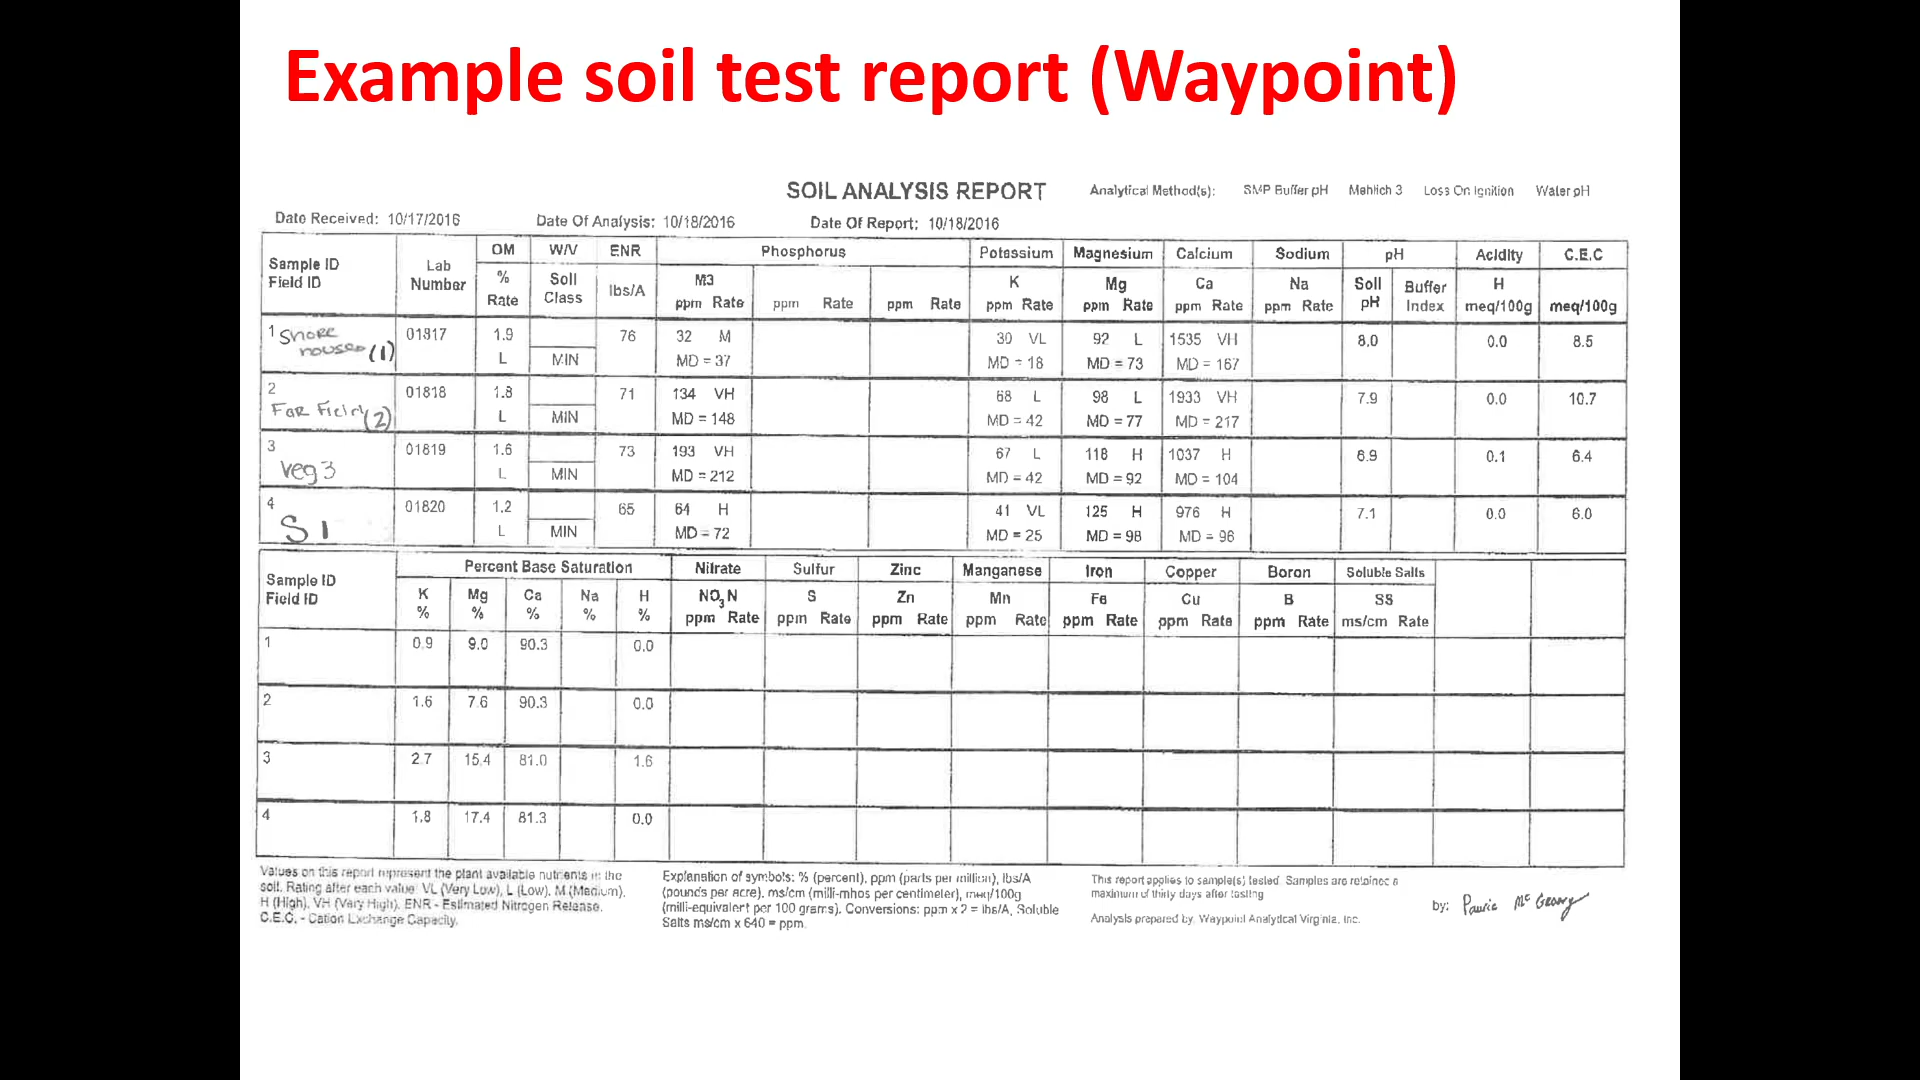 Example soil test report (Waypoint)
SOIL ANALYSIS REPORT
Analytical Method(s): SMP Buffer pH Mehlich 3 Loss On Ignition Water pH
Date Received: 10/17/2016 Date Of Analysis: 10/18/2016 Date Of Report: 10/18/2016
Sample ID Field ID Lab Number OM % Rate W/V Soil Class ENR lbs/A Phosphorus M3 ppm Rate ppm Rate ppm Rate Potassium K ppm Rate Magnesium Mg ppm Rate Calcium Ca ppm Rate Sodium Na ppm Rate pH Soil pH Buffer Index Acidity H meq/100g C.E.C meq/100g
1 01817 1.9 76 32 M 30 VL 92 L 1535 VH 8.0 0.0 8.5
(1) L MIN MD = 37 MD = 18 MD = 73 MD = 167
2 01818 1.8 71 134 VH 68 L 98 L 1933 VH 7.9 0.0 10.7
Far Field (2) L MIN MD = 148 MD = 42 MD = 77 MD = 217
3 01819 1.6 73 193 VH 67 L 118 H 1037 H 6.9 0.1 6.4
Veg 3 L MIN MD = 212 MD = 42 MD = 92 MD = 104
4 01820 1.2 65 64 H 41 VL 125 H 976 H 7.1 0.0 6.0
S1 L MIN MD = 72 MD = 25 MD = 98 MD = 96
Sample ID Field ID Percent Base Saturation K % Mg % Ca % Na % H % Nitrate NO3N ppm Rate Sulfur S ppm Rate Zinc Zn ppm Rate Manganese Mn ppm Rate Iron Fe ppm Rate Copper Cu ppm Rate Boron B ppm Rate Soluble Salts SS ms/cm Rate
1 0.9 9.0 90.3 0.0
2 1.6 7.6 90.3 0.0
3 2.7 15.4 81.0 1.6
4 1.8 17.4 81.3 0.0
Values on this report represent the plant available nutrients in the
soil. Rating after each value: VL (Very Low), L (Low), M (Medium),
H (High), VH (Very High). ENR - Estimated Nitrogen Release.
C.E.C. - Cation Exchange Capacity.
Explanation of symbols: % (percent), ppm (parts per million), lbs/A
(pounds per acre), ms/cm (milli-mhos per centimeter), meq/100g
(milli-equivalent per 100 grams). Conversions: ppm x 2 = lbs/A, Soluble
Salts ms/cm x 640 = ppm.
This report applies to sample(s) tested. Samples are retained a
maximum of thirty days after testing
Analysis prepared by: Waypoint Analytical Virginia, Inc.
by: Pauric McGroary